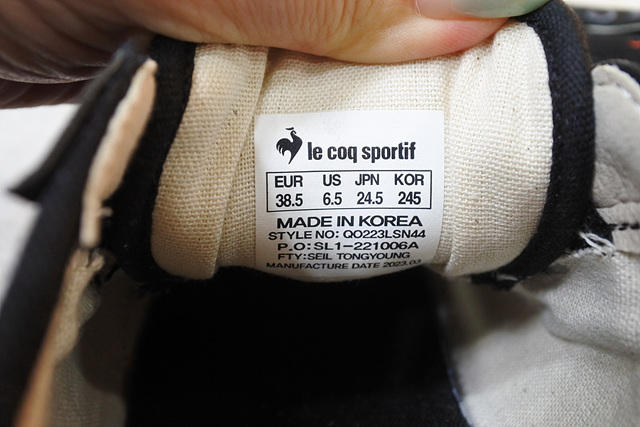 le coq sportif
EUR US JPN KOR
38.5 6.5 24.5 245
MADE IN KOREA
STYLE NO: QO223LSN44
P.O:SL1-221006A
FTY:SEIL TONGYOUNG
MANUFACTURE DATE 2023.03